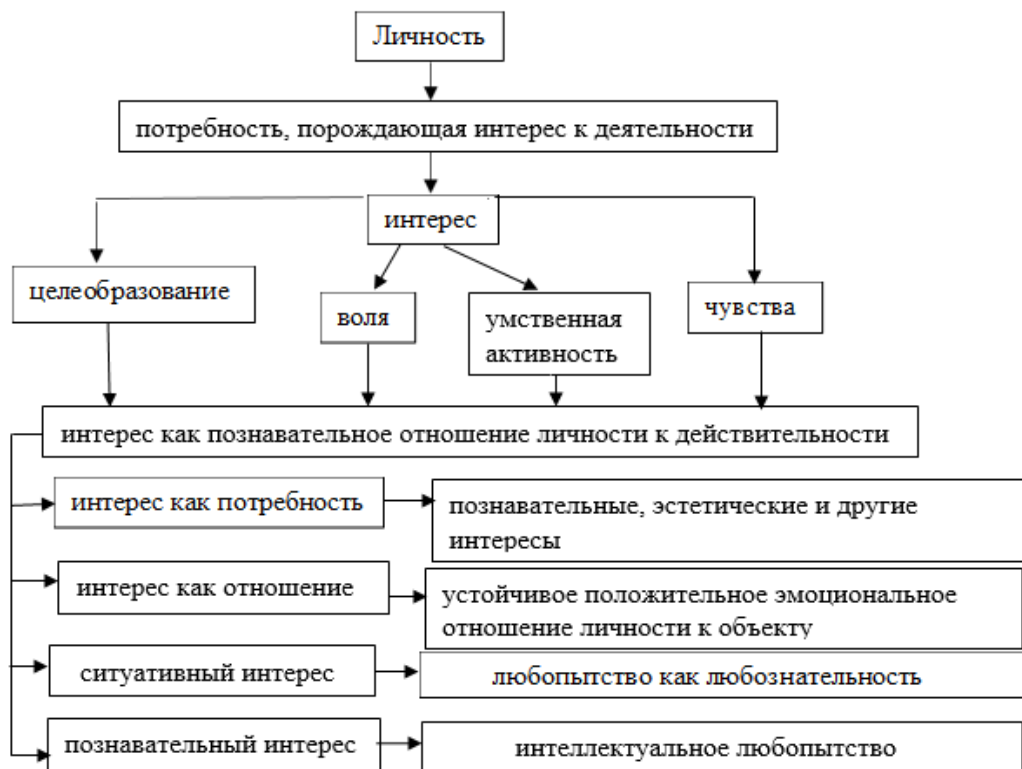 Личность
потребность, порождающая интерес к деятельности
интерес
целеобразование
воля
умственная
активность
чувства
интерес как познавательное отношение личности к действительности
интерес как потребность
познавательные, эстетические и другие
интересы
интерес как отношение
устойчивое положительное эмоциональное
отношение личности к объекту
ситуативный интерес
любопытство как любознательность
познавательный интерес
интеллектуальное любопытство